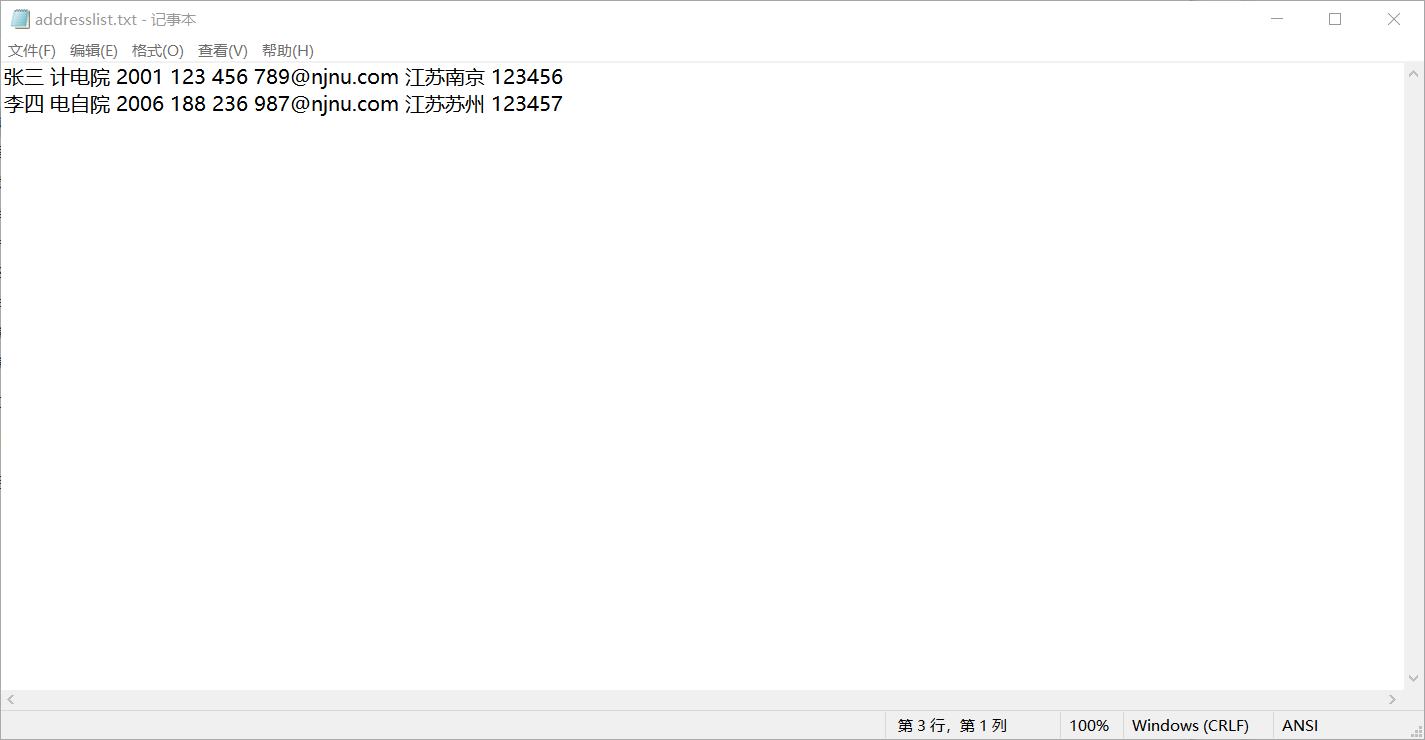 addresslist.txt - 记事本
文件(F) 编辑(E) 格式(O) 查看(V) 帮助(H)
张三 计电院 2001 123 456 789@njnu.com 江苏南京 123456
李四 电自院 2006 188 236 987@njnu.com 江苏苏州 123457
第 3 行，第 1 列 100% Windows (CRLF) ANSI